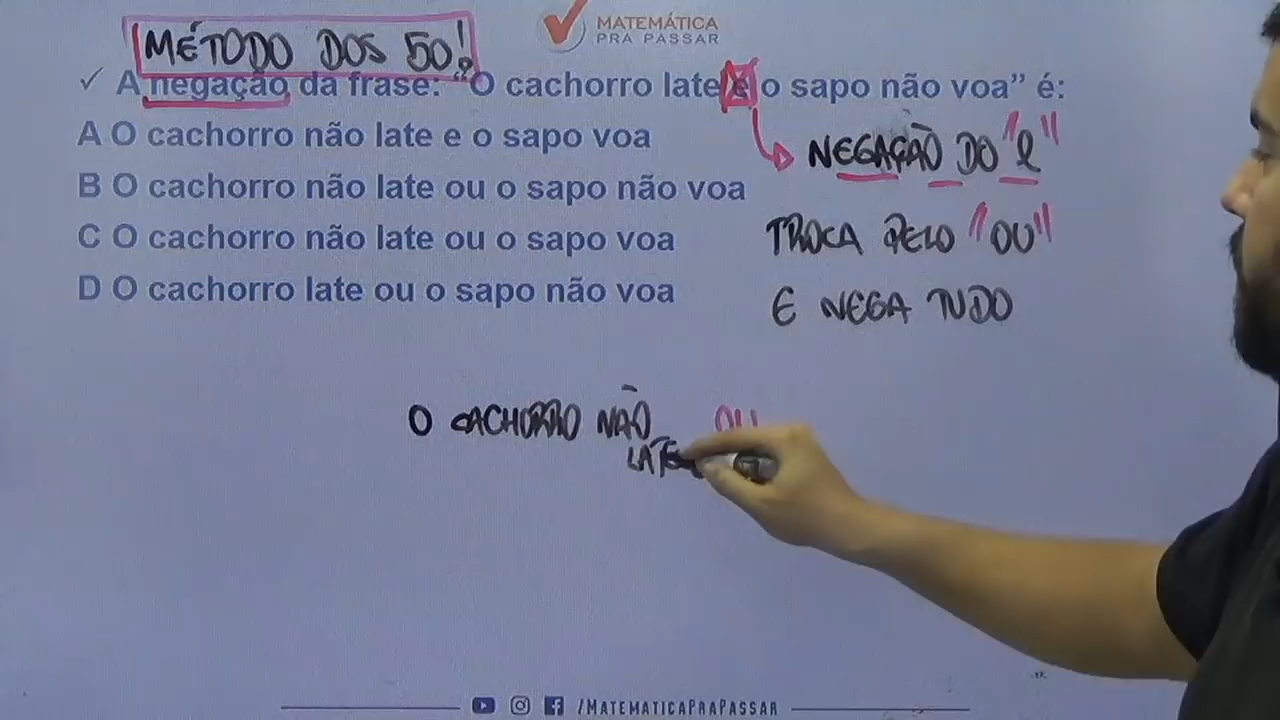 MATEMÁTICA
PRA PASSAR
MÉTODO DOS 50!
✓ A negação da frase: “O cachorro late e o sapo não voa” é:
A O cachorro não late e o sapo voa
B O cachorro não late ou o sapo não voa
C O cachorro não late ou o sapo voa
D O cachorro late ou o sapo não voa
NEGAÇÃO DO "e"
TROCA PELO "OU"
E NEGA TUDO
O CACHORRO NÃO OU
LATE
/MATEMATICAPRAPASSAR